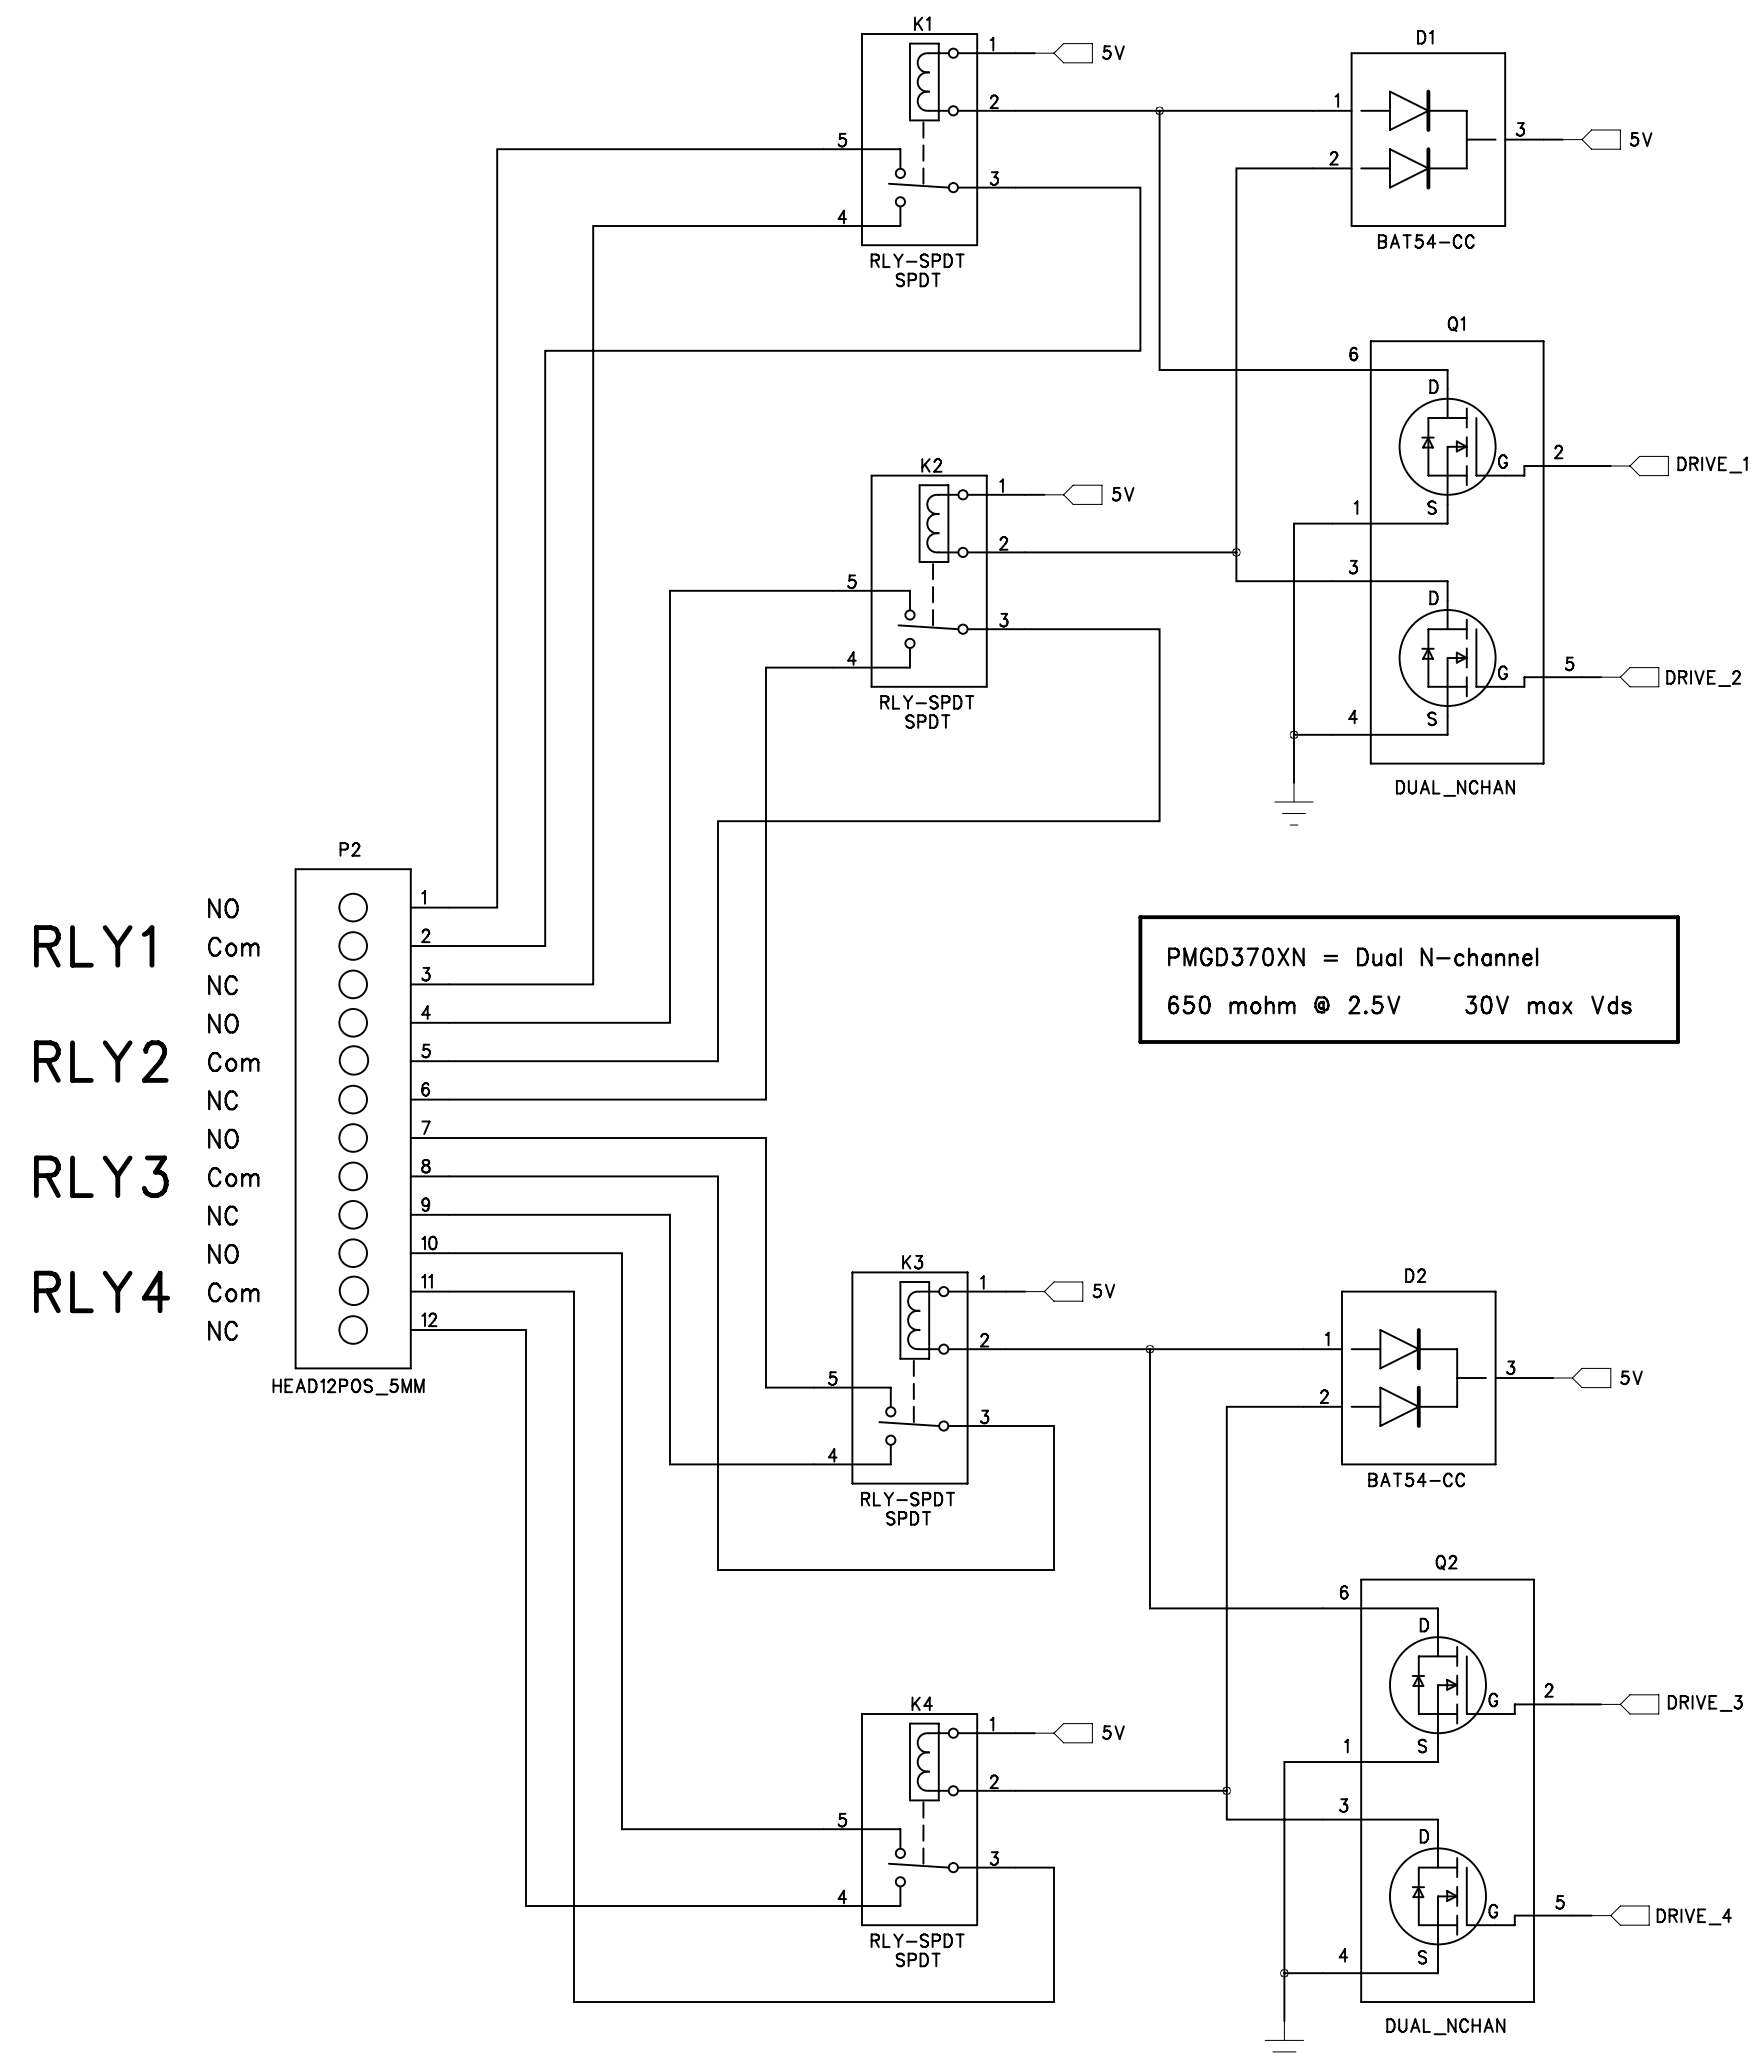 K1
1
5V
2
5
3
4
RLY-SPDT
SPDT
D1
1
2
3
5V
BAT54-CC
Q1
6
D
G
2
DRIVE_1
S
1
3
D
G
5
DRIVE_2
S
4
DUAL_NCHAN
K2
1
5V
2
5
3
4
RLY-SPDT
SPDT
P2
RLY1
NO
1
Com
2
NC
3
RLY2
NO
4
Com
5
NC
6
RLY3
NO
7
Com
8
NC
9
RLY4
NO
10
Com
11
NC
12
HEAD12POS_5MM
PMGD370XN = Dual N-channel
650 mohm @ 2.5V 30V max Vds
K3
1
5V
2
5
3
4
RLY-SPDT
SPDT
D2
1
2
3
5V
BAT54-CC
Q2
6
D
G
2
DRIVE_3
S
1
3
D
G
5
DRIVE_4
S
4
DUAL_NCHAN
K4
1
5V
2
5
3
4
RLY-SPDT
SPDT